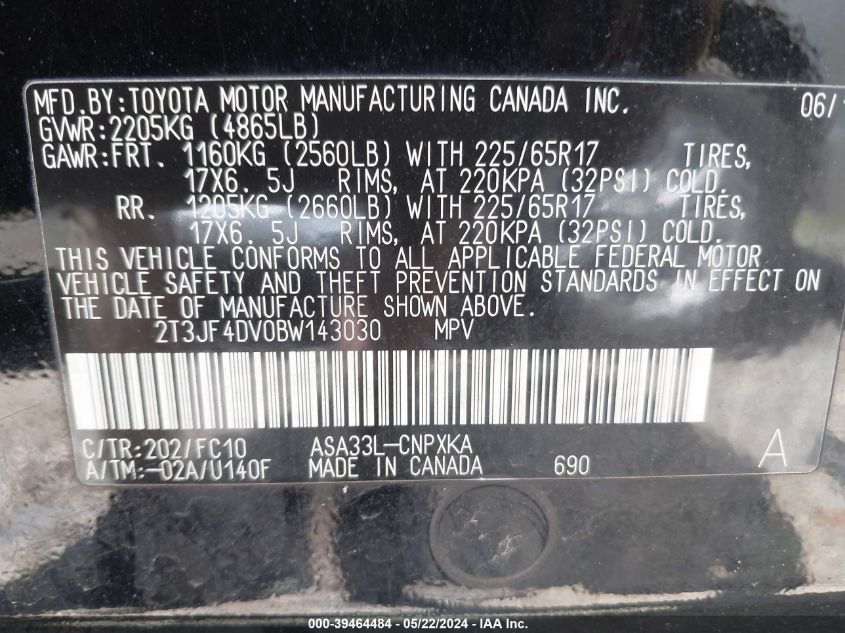 MFD.BY:TOYOTA MOTOR MANUFACTURING CANADA INC. 06/
GVWR:2205KG (4865LB)
GAWR:FRT. 1160KG (2560LB) WITH 225/65R17 TIRES,
17X6. 5J RIMS, AT 220KPA (32PSI) COLD.
RR. 1205KG (2660LB) WITH 225/65R17 TIRES,
17X6. 5J RIMS, AT 220KPA (32PSI) COLD.
THIS VEHICLE CONFORMS TO ALL APPLICABLE FEDERAL MOTOR
VEHICLE SAFETY AND THEFT PREVENTION STANDARDS IN EFFECT ON
THE DATE OF MANUFACTURE SHOWN ABOVE.
2T3JF4DV0BW143030 MPV
C/TR:202/FC10 ASA33L-CNPXKA
A/TM:-02A/U140F MADE IN CANADA 690 A
000-39464484 - 05/22/2024 - IAA Inc.